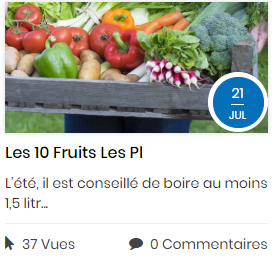 21
JUL
Les 10 Fruits Les Pl
L'été, il est conseillé de boire au moins
1,5 litr...
37 Vues
0 Commentaires